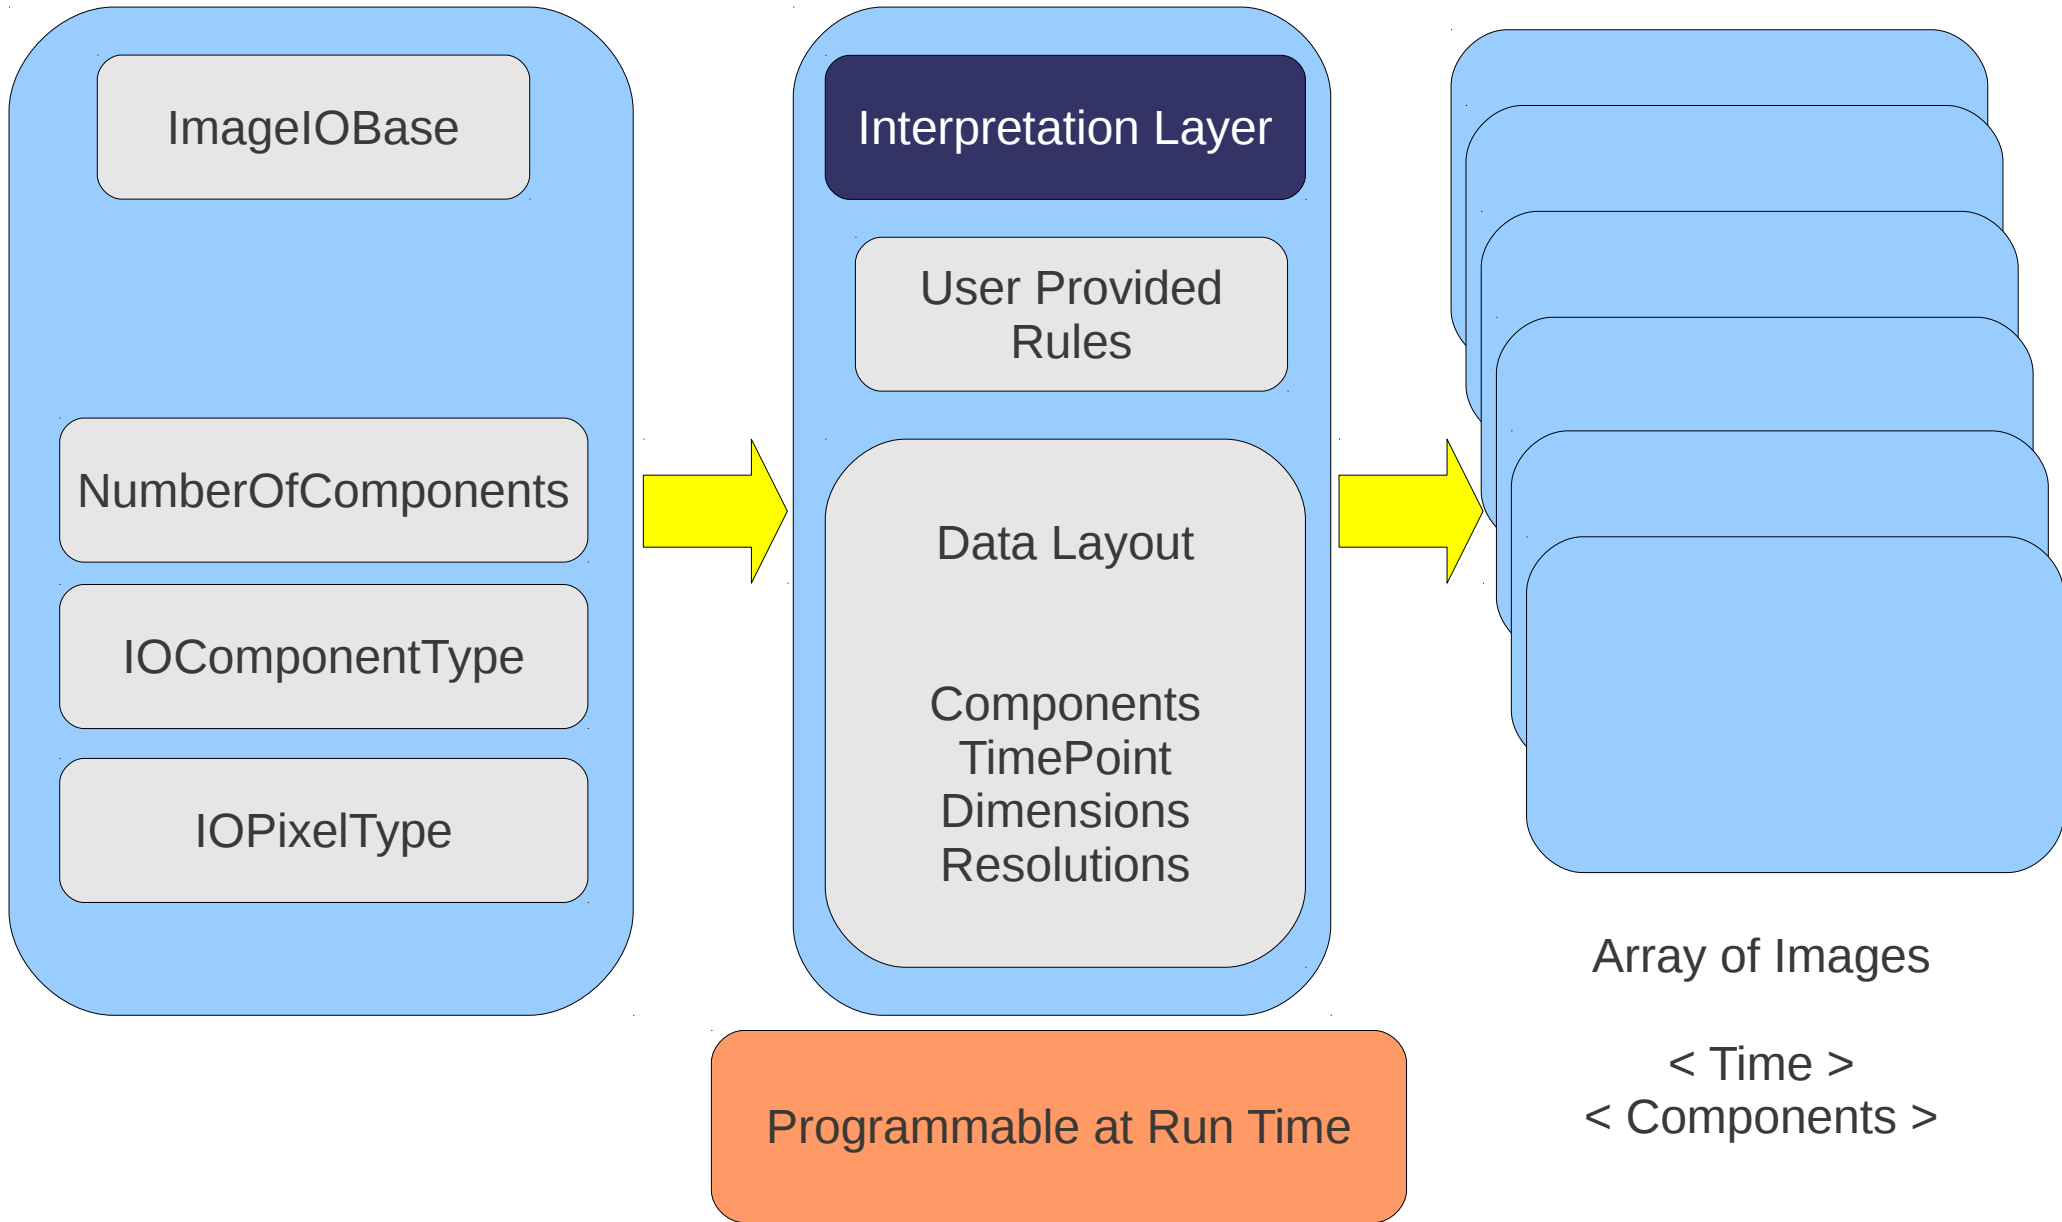 ImageIOBase
NumberOfComponents
IOComponentType
IOPixelType
Interpretation Layer
User Provided
Rules
Data Layout
Components
TimePoint
Dimensions
Resolutions
Programmable at Run Time
Array of Images
< Time >
< Components >